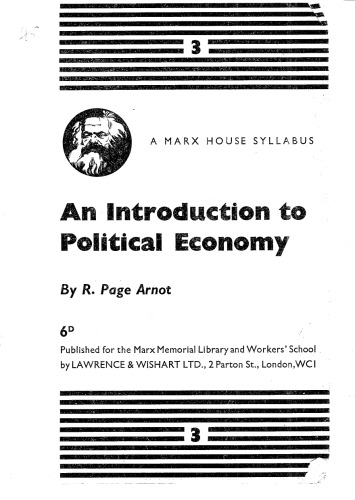 3
A MARX HOUSE SYLLABUS
An Introduction to
Political Economy
By R. Page Arnot
6D
Published for the Marx Memorial Library and Workers' School
by LAWRENCE & WISHART LTD., 2 Parton St., London, WC1
3